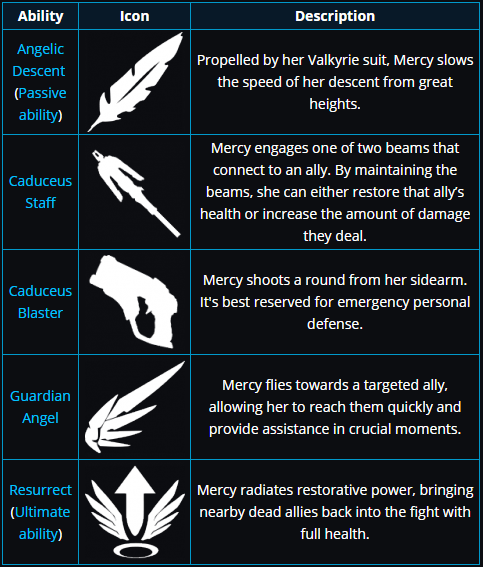 Ability Icon Description
Angelic
Descent
(Passive
ability)
Propelled by her Valkyrie suit, Mercy slows
the speed of her descent from great
heights.
Caduceus
Staff
Mercy engages one of two beams that
connect to an ally. By maintaining the
beams, she can either restore that ally's
health or increase the amount of damage
they deal.
Caduceus
Blaster
Mercy shoots a round from her sidearm.
It's best reserved for emergency personal
defense.
Guardian
Angel
Mercy flies towards a targeted ally,
allowing her to reach them quickly and
provide assistance in crucial moments.
Resurrect
(Ultimate
ability)
Mercy radiates restorative power, bringing
nearby dead allies back into the fight with
full health.